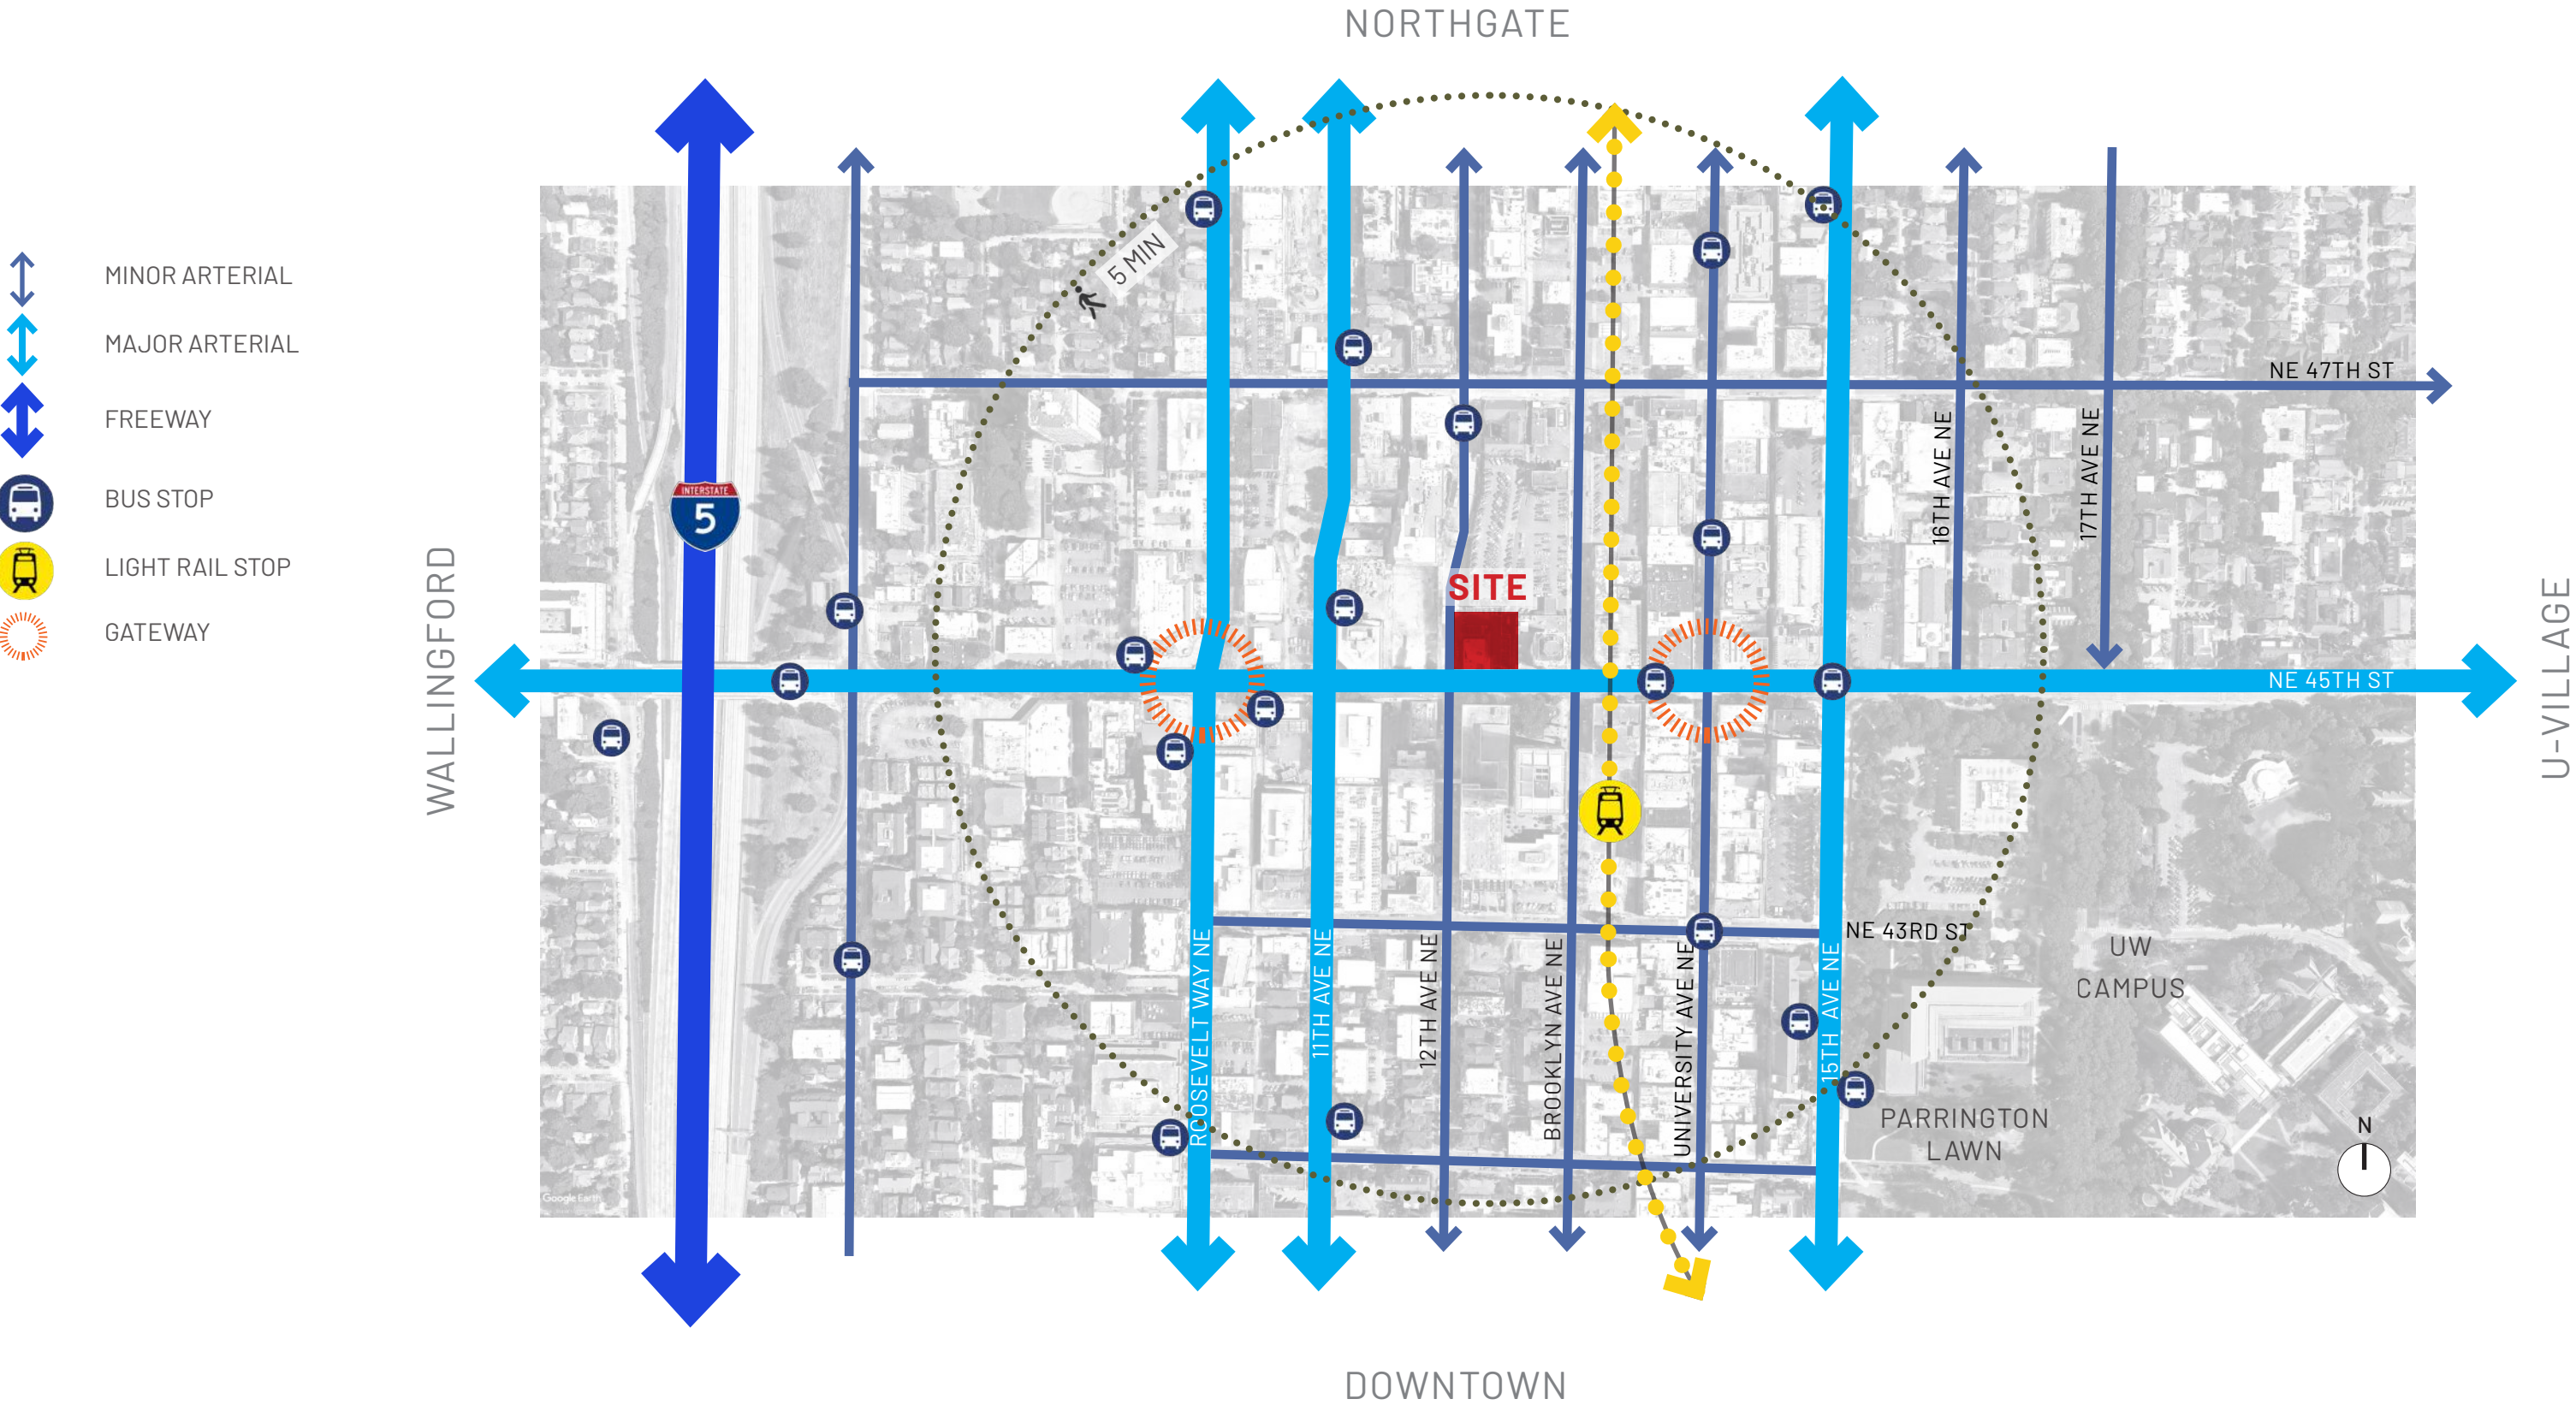 NORTHGATE
MINOR ARTERIAL
MAJOR ARTERIAL
FREEWAY
BUS STOP
LIGHT RAIL STOP
GATEWAY
WALLINGFORD
5 MIN
INTERSTATE
5
SITE
NE 47TH ST
16TH AVE NE
17TH AVE NE
NE 45TH ST
U-VILLAGE
NE 43RD ST
ROOSEVELT WAY NE
11TH AVE NE
12TH AVE NE
BROOKLYN AVE NE
UNIVERSITY AVE NE
15TH AVE NE
UW
CAMPUS
PARRINGTON
LAWN
N
Google Earth
DOWNTOWN